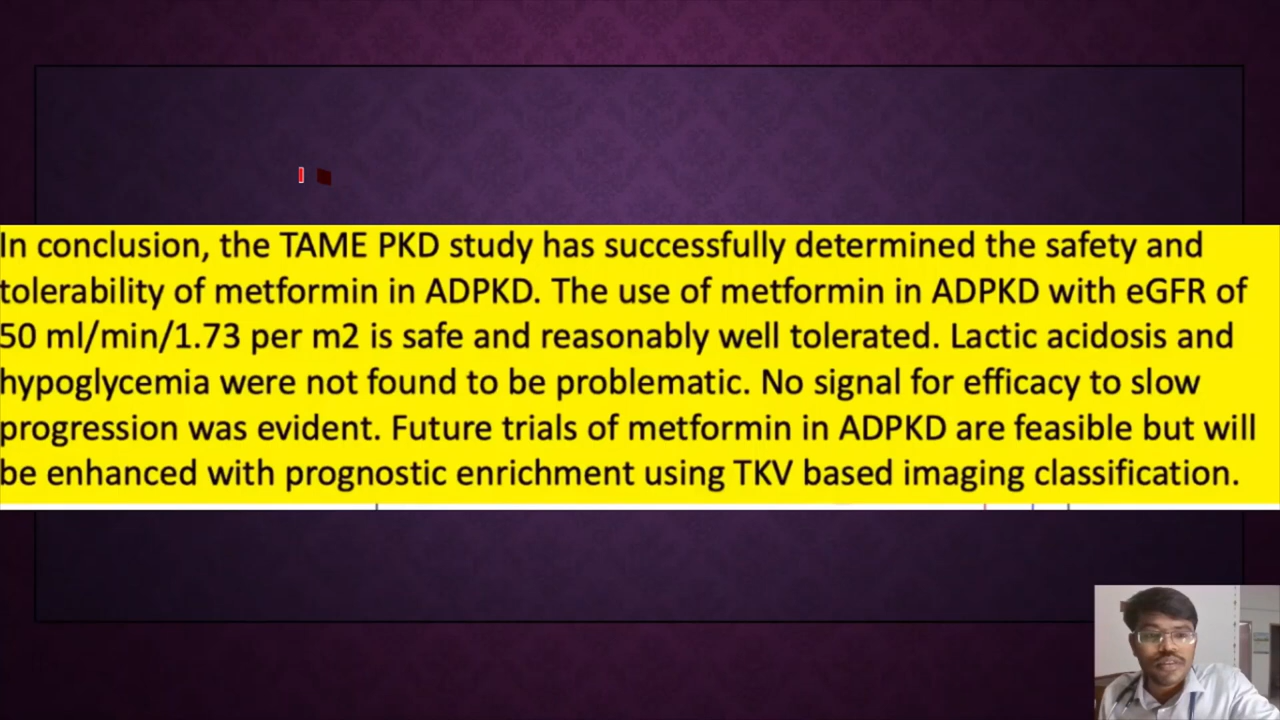 In conclusion, the TAME PKD study has successfully determined the safety and
tolerability of metformin in ADPKD. The use of metformin in ADPKD with eGFR of
50 ml/min/1.73 per m2 is safe and reasonably well tolerated. Lactic acidosis and
hypoglycemia were not found to be problematic. No signal for efficacy to slow
progression was evident. Future trials of metformin in ADPKD are feasible but will
be enhanced with prognostic enrichment using TKV based imaging classification.